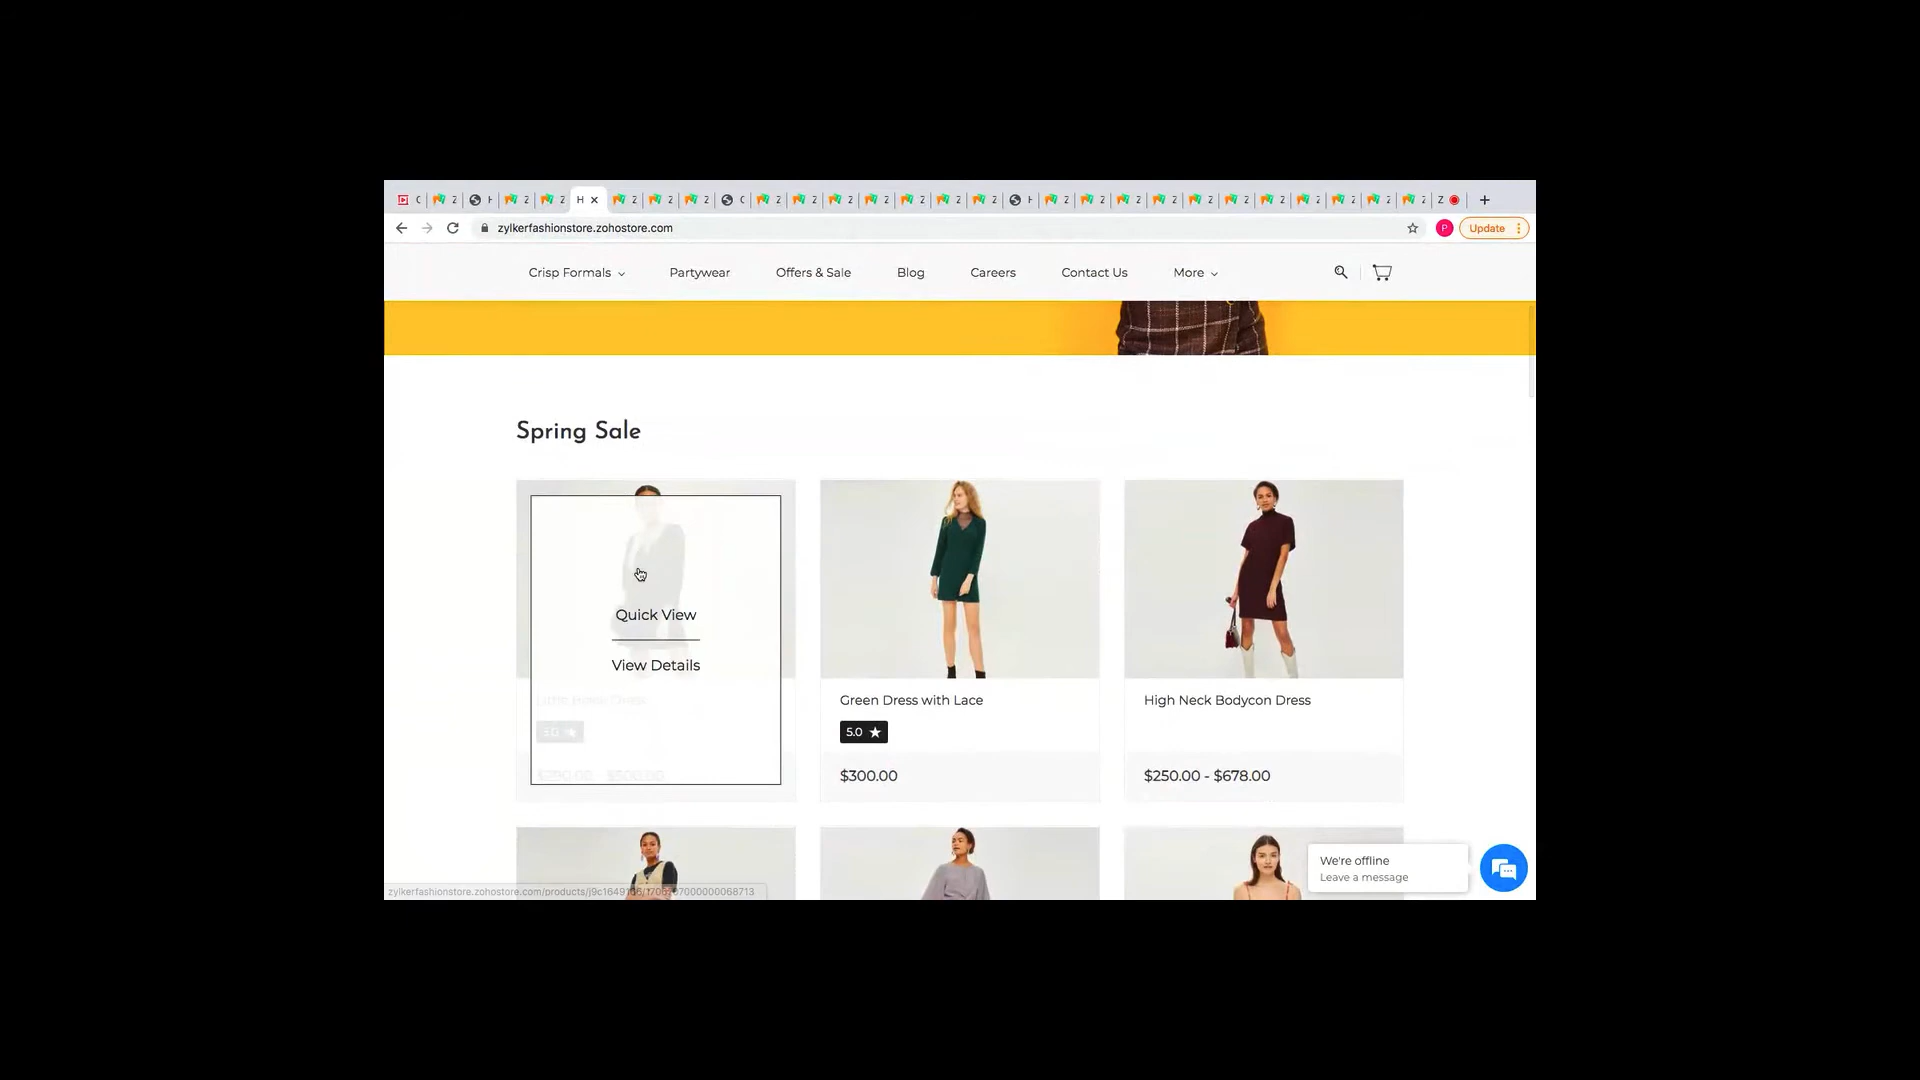 zylkerfashionstore.zohostore.com
Update
Crisp Formals Partywear Offers & Sale Blog Careers Contact Us More
Spring Sale
Quick View
View Details
Green Dress with Lace
High Neck Bodycon Dress
5.0
5.0
$300.00
$250.00 - $678.00
We're offline
Leave a message